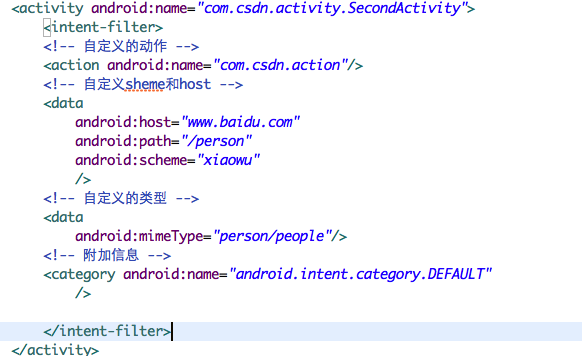 <activity android:name="com.csdn.activity.SecondActivity">
<intent-filter>
<!-- 自定义的动作 -->
<action android:name="com.csdn.action"/>
<!-- 自定义sheme和host -->
<data
android:host="www.baidu.com"
android:path="/person"
android:scheme="xiaowu"
/>
<!-- 自定义的类型 -->
<data
android:mimeType="person/people"/>
<!-- 附加信息 -->
<category android:name="android.intent.category.DEFAULT"
/>
</intent-filter>
</activity>